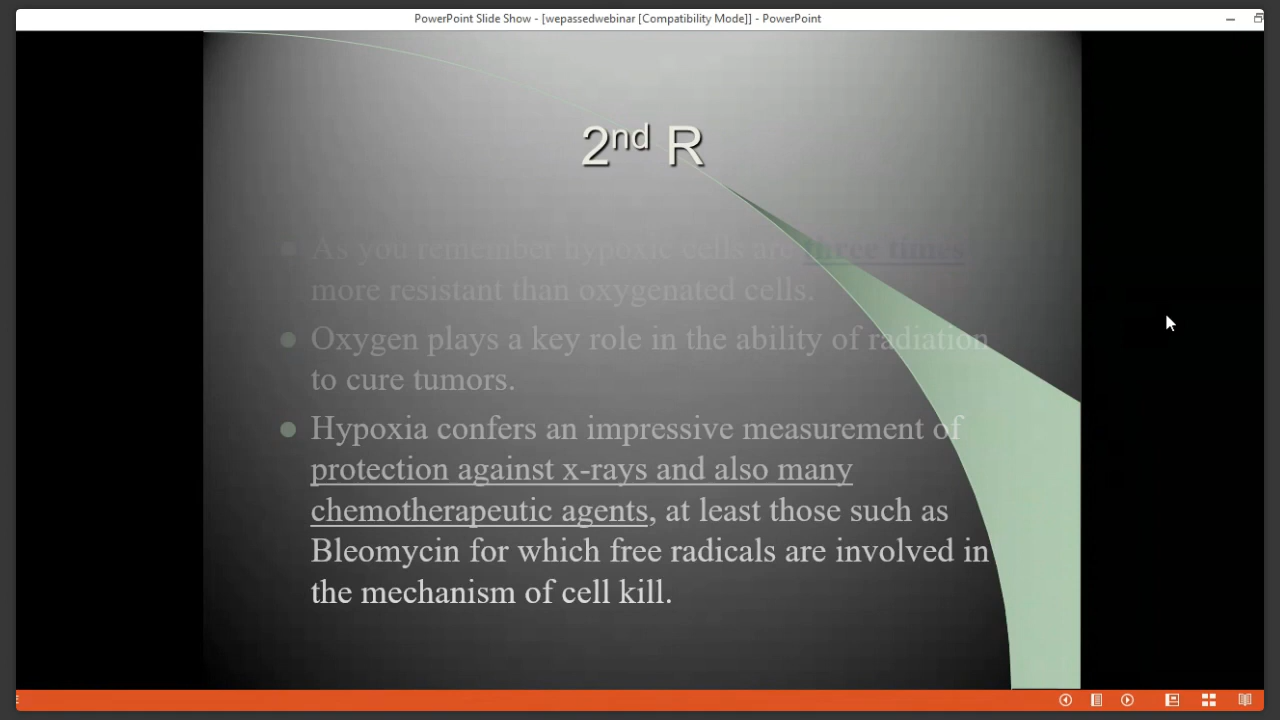 PowerPoint Slide Show - [wepassedwebinar [Compatibility Mode]] - PowerPoint
2nd R
As you remember hypoxic cells are three times
more resistant than oxygenated cells.
Oxygen plays a key role in the ability of radiation
to cure tumors.
Hypoxia confers an impressive measurement of
protection against x-rays and also many
chemotherapeutic agents, at least those such as
Bleomycin for which free radicals are involved in
the mechanism of cell kill.